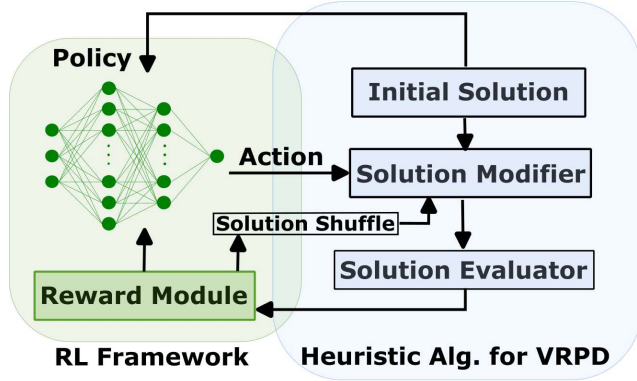 Policy
Initial Solution
Action
Solution Modifier
Solution Shuffle
Solution Evaluator
Reward Module
RL Framework
Heuristic Alg. for VRPD